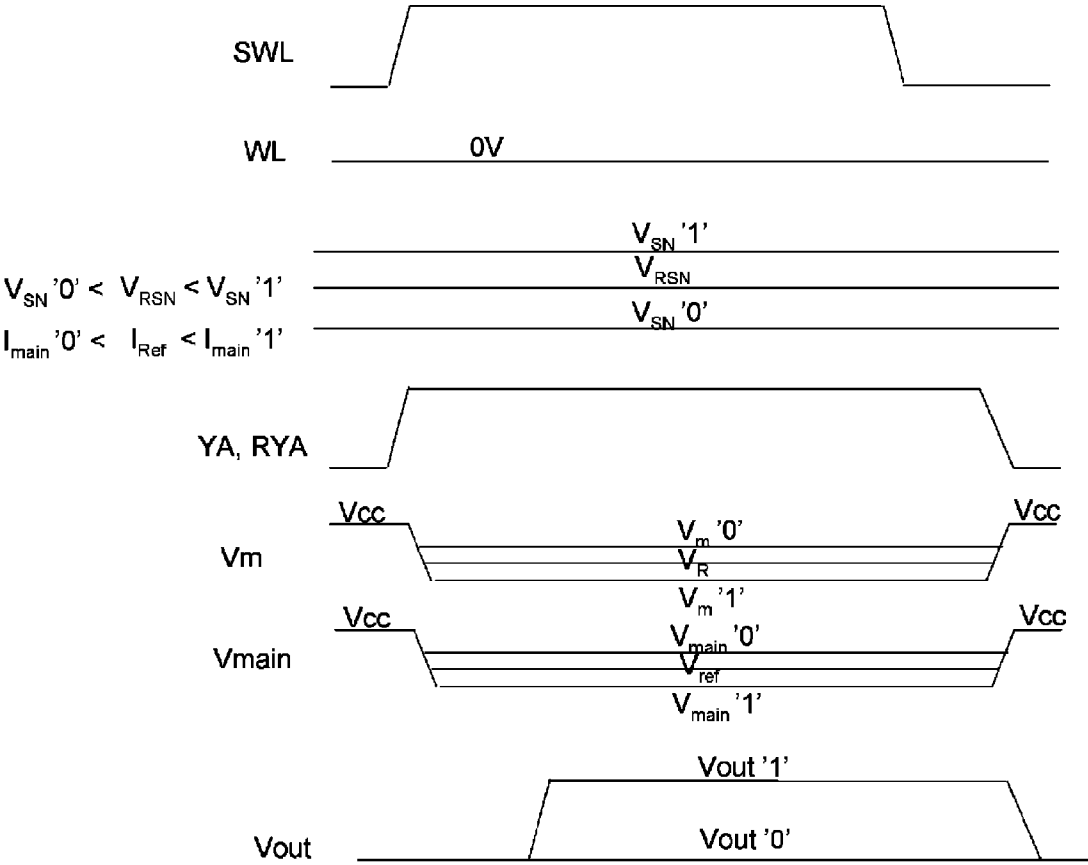 SWL
WL
0V
V_SN '1'
V_RSN
V_SN '0' < V_RSN < V_SN '1'
V_SN '0'
I_main '0' < I_Ref < I_main '1'
YA, RYA
Vcc
Vcc
V_m '0'
Vm
V_R
V_m '1'
Vcc
Vcc
V_main '0'
Vmain
V_ref
V_main '1'
Vout '1'
Vout
Vout '0'